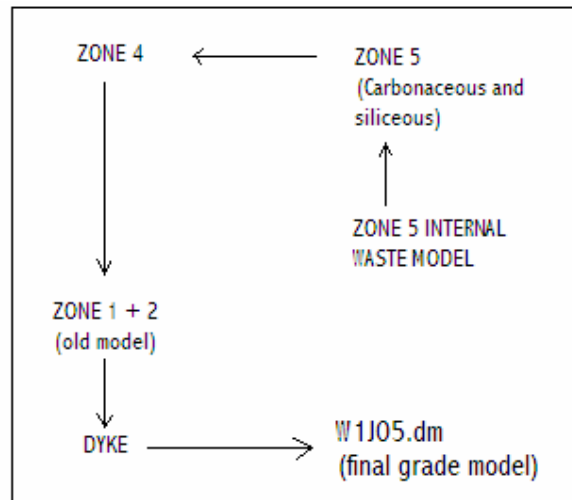 ZONE 4
ZONE 5
(Carbonaceous and
siliceous)
ZONE 5 INTERNAL
WASTE MODEL
ZONE 1 + 2
(old model)
DYKE
W1JO5.dm
(final grade model)